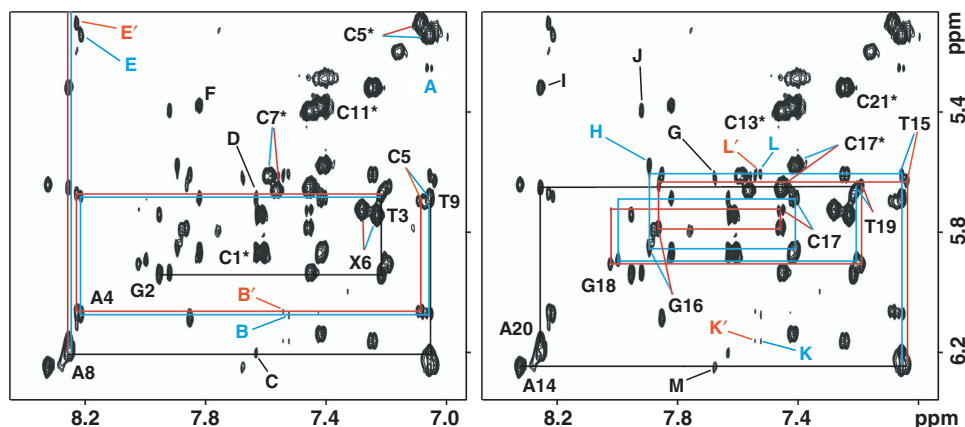 E′
C5*
ppm
E
A
F
C7*
C11*
D
C5
T9
T3
C1*
X6
G2
B′
A4
B
A8
C
8.2
7.8
7.4
7.0
I
J
C21*
5.4
C13*
H
G
L′
L
C17*
T15
5.8
C17
T19
G18
G16
A20
K′
K
6.2
A14
M
8.2
7.8
7.4
ppm